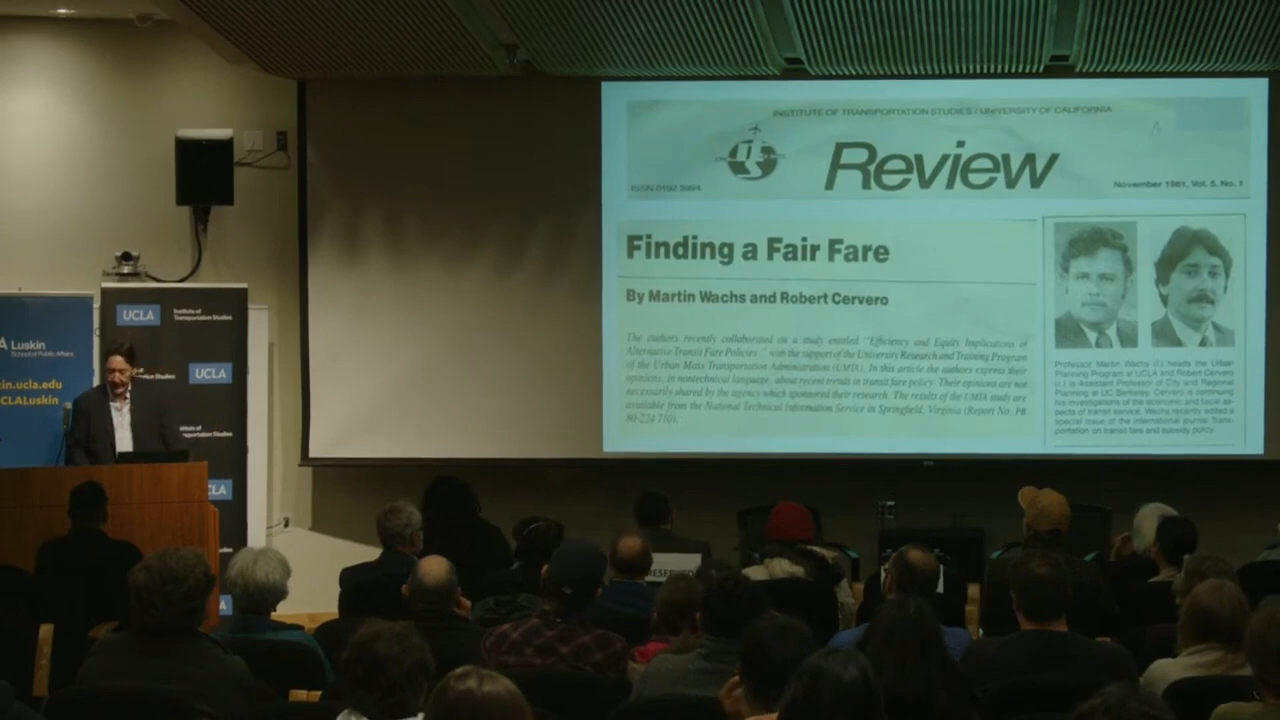 INSTITUTE OF TRANSPORTATION STUDIES / UNIVERSITY OF CALIFORNIA
its
Review
ISSN 0192 3994
November 1981, Vol. 5, No. 1
Finding a Fair Fare
By Martin Wachs and Robert Cervero
The authors recently collaborated on a study entitled "Efficiency and Equity Implications of
Alternative Transit Fare Policies," with the support of the University Research and Training Program
of the Urban Mass Transportation Administration (UMTA). In this article the authors express their
opinions, in nontechnical language, about recent trends in transit fare policy. Their opinions are not
necessarily shared by the agency which sponsored their research. The results of the UMTA study are
available from the National Technical Information Service in Springfield, Virginia (Report No. PB
80-224 710).
Professor Martin Wachs (l.) heads the Urban
Planning Program at UCLA and Robert Cervero
(r.) is Assistant Professor of City and Regional
Planning at UC Berkeley. Cervero is continuing
his investigations of the economic and fiscal as-
pects of transit service. Wachs recently edited a
special issue of the international journal Trans-
portation on transit fare and subsidy policy.
UCLA
Institute of
Transportation Studies
A Luskin
School of Public Affairs
kin.ucla.edu
CLALuskin
UCLA
portation Studies
CLA
RESERVED